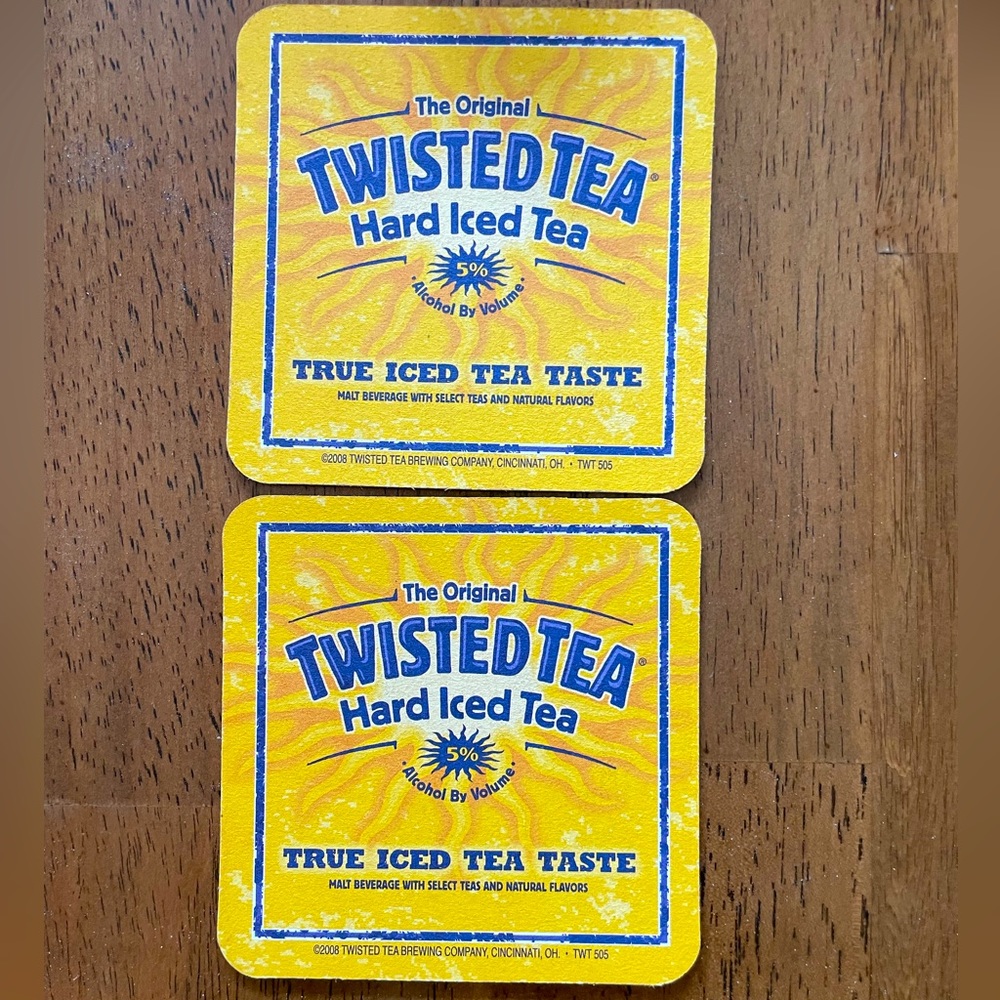 The Original
TWISTED TEA®
Hard Iced Tea
5%
• Alcohol By Volume •
TRUE ICED TEA TASTE
MALT BEVERAGE WITH SELECT TEAS AND NATURAL FLAVORS
©2008 TWISTED TEA BREWING COMPANY, CINCINNATI, OH. • TWT 505
The Original
TWISTED TEA®
Hard Iced Tea
5%
• Alcohol By Volume •
TRUE ICED TEA TASTE
MALT BEVERAGE WITH SELECT TEAS AND NATURAL FLAVORS
©2008 TWISTED TEA BREWING COMPANY, CINCINNATI, OH. • TWT 505